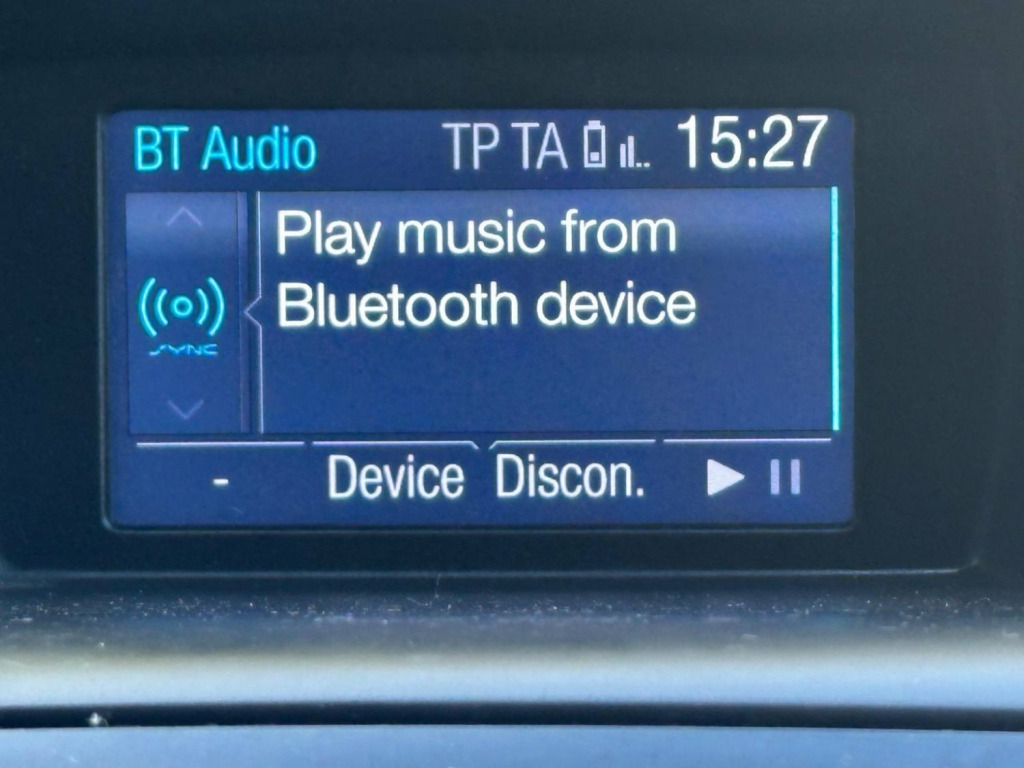 BT Audio TP TA 15:27
Play music from
Bluetooth device
SYNC
- Device Discon.